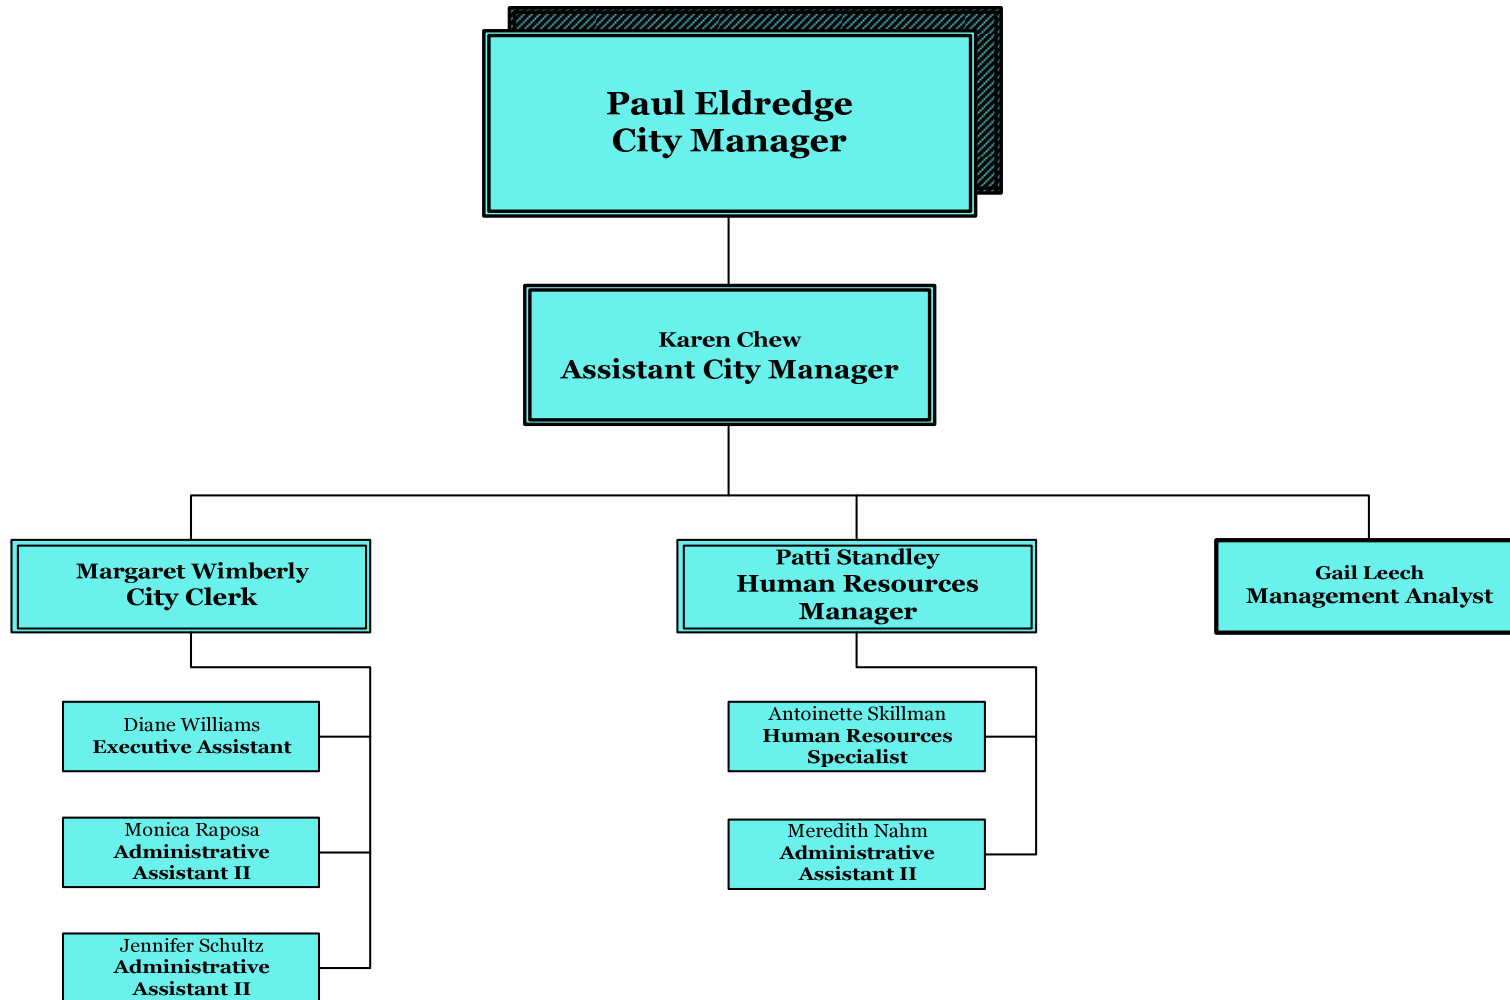 Paul Eldredge
City Manager
Karen Chew
Assistant City Manager
Margaret Wimberly
City Clerk
Patti Standley
Human Resources
Manager
Gail Leech
Management Analyst
Diane Williams
Executive Assistant
Antoinette Skillman
Human Resources
Specialist
Monica Raposa
Administrative
Assistant II
Meredith Nahm
Administrative
Assistant II
Jennifer Schultz
Administrative
Assistant II